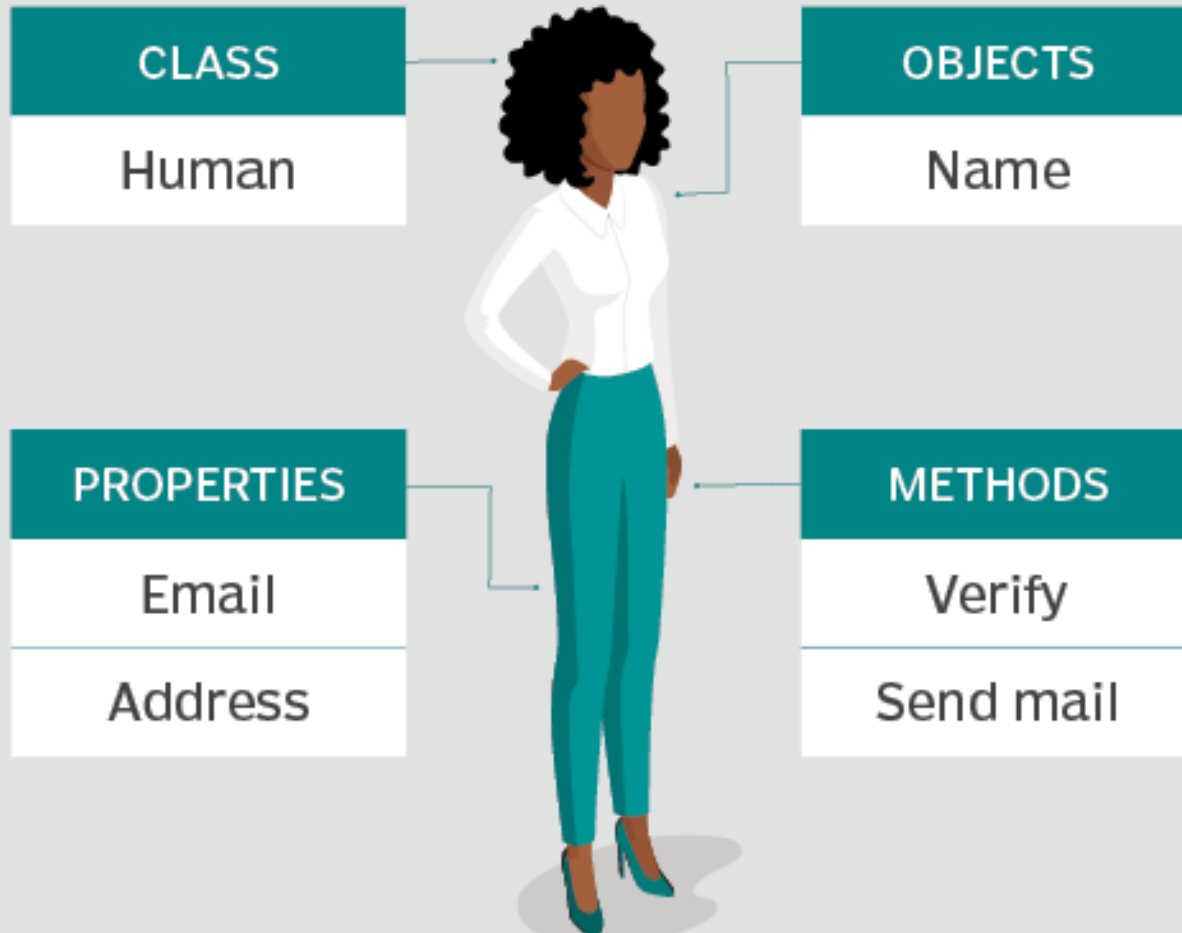 CLASS
Human
OBJECTS
Name
PROPERTIES
Email
Address
METHODS
Verify
Send mail